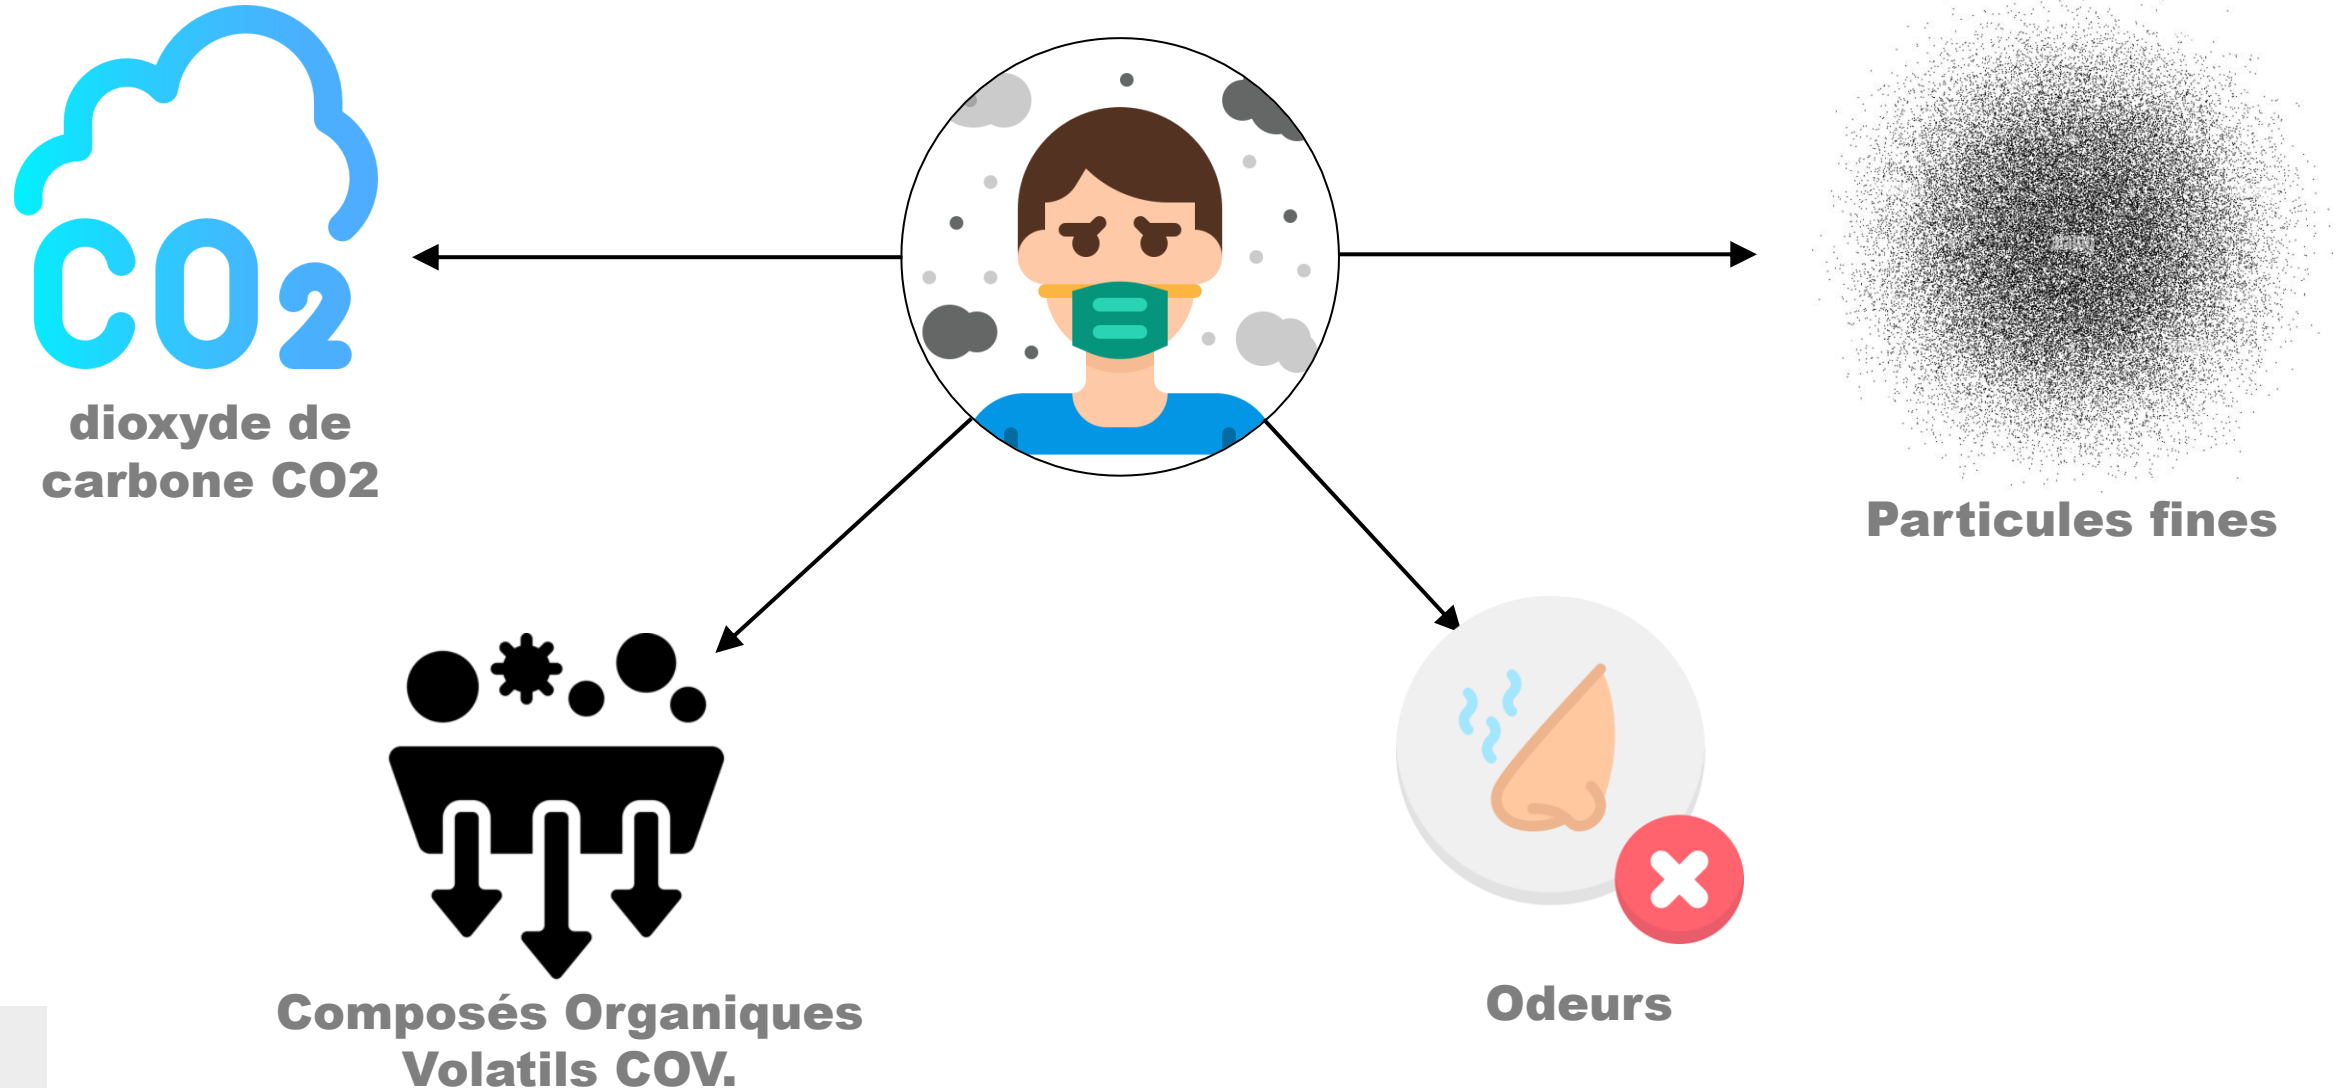 CO2
dioxyde de
carbone CO2
Particules fines
Composés Organiques
Volatils COV.
Odeurs